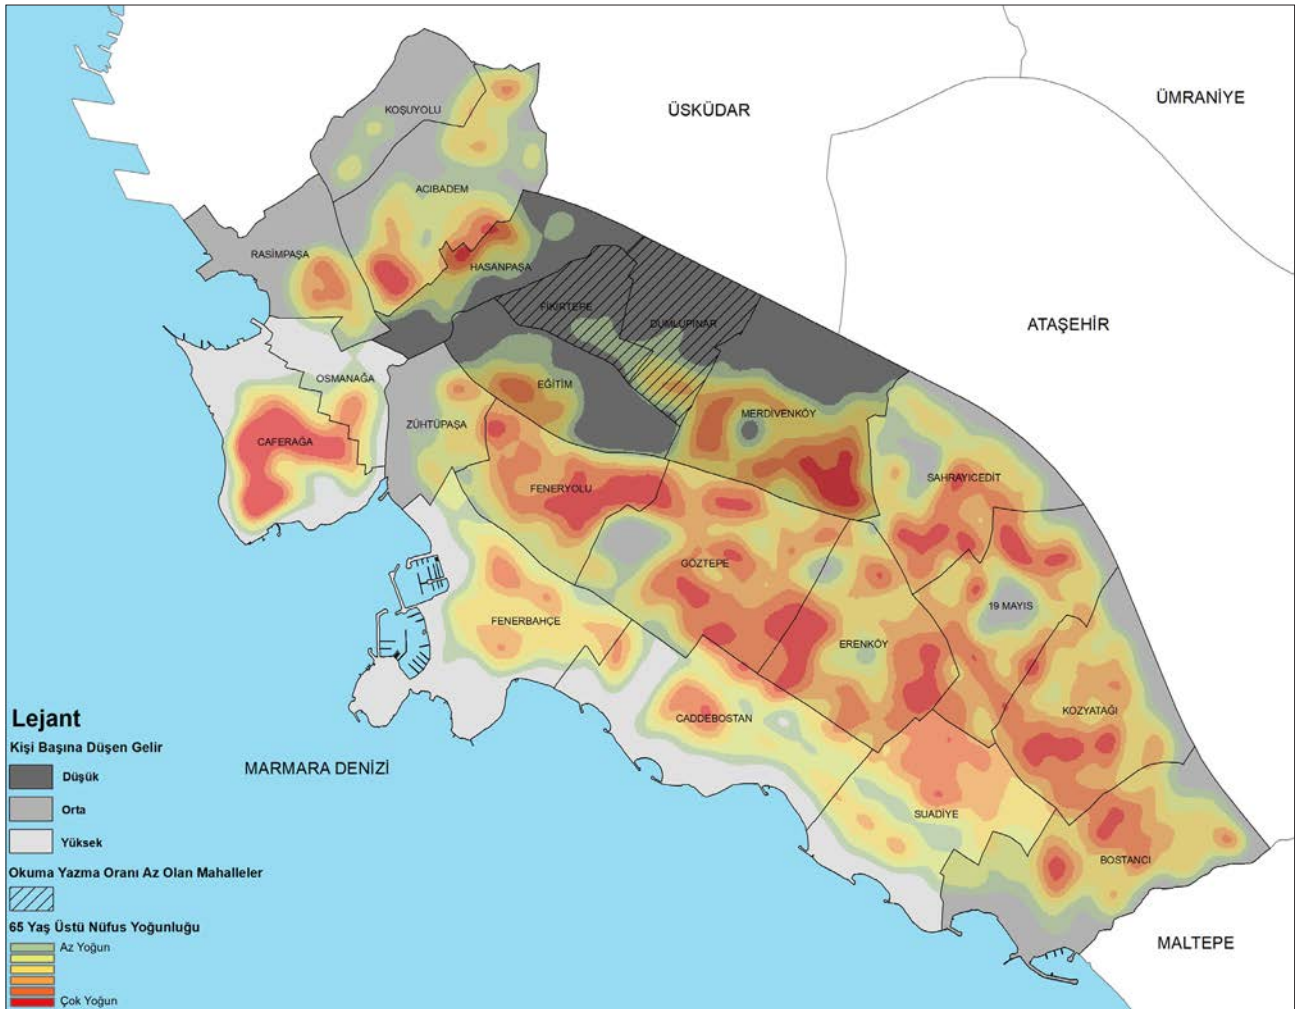 ÜMRANİYE
ÜSKÜDAR
KOŞUYOLU
ACIBADEM
RASİMPAŞA
HASANPAŞA
FİKİRTEPE
DUMLUPINAR
ATAŞEHİR
OSMANAĞA
EĞİTİM
MERDİVENKÖY
ZÜHTÜPAŞA
CAFERAĞA
SAHRAYICEDİT
FENERYOLU
GÖZTEPE
19 MAYIS
FENERBAHÇE
ERENKÖY
KOZYATAĞI
CADDEBOSTAN
MARMARA DENİZİ
SUADİYE
BOSTANCI
MALTEPE
Lejant
Kişi Başına Düşen Gelir
Düşük
Orta
Yüksek
Okuma Yazma Oranı Az Olan Mahalleler
65 Yaş Üstü Nüfus Yoğunluğu
Az Yoğun
Çok Yoğun